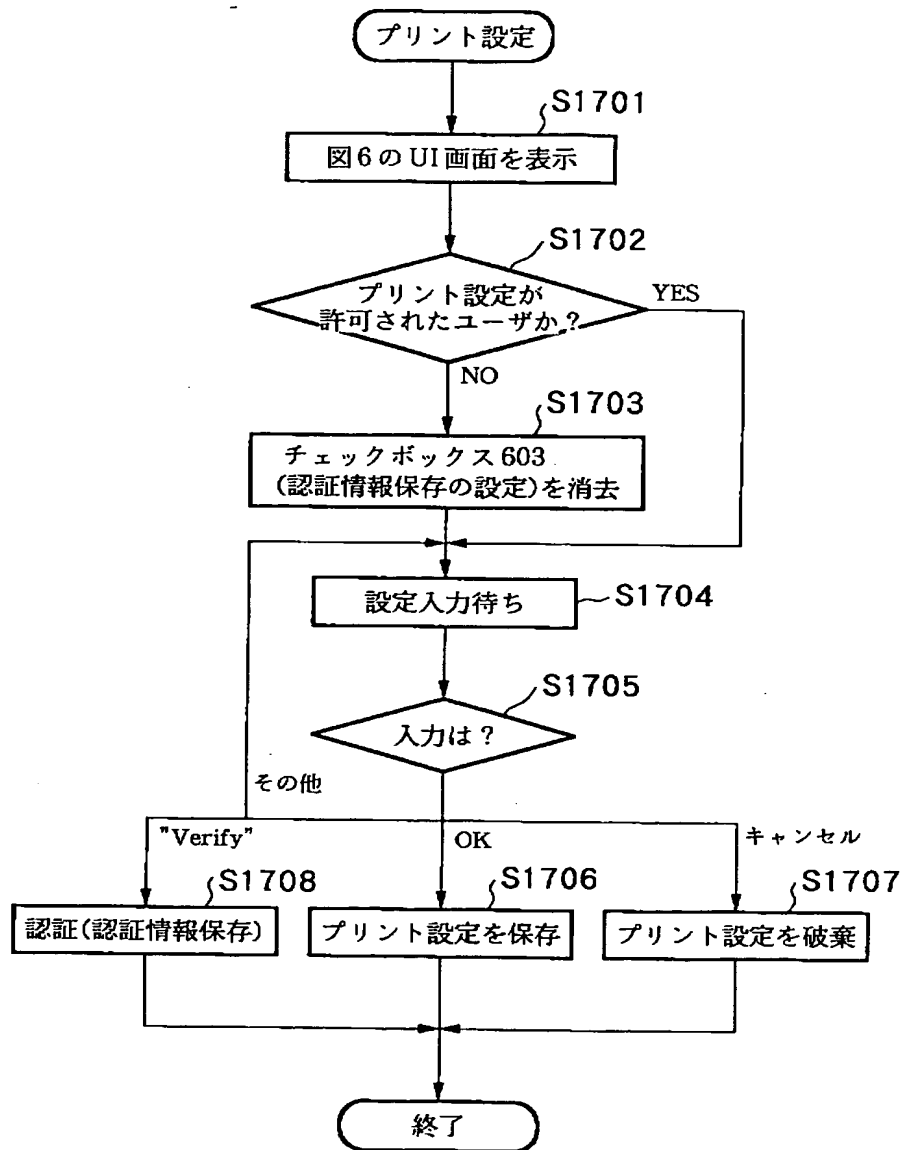 プリント設定
S1701
図6のUI画面を表示
S1702
プリント設定が
許可されたユーザか?
YES
NO
S1703
チェックボックス603
(認証情報保存の設定)を消去
設定入力待ち
S1704
S1705
入力は?
その他
"Verify"
OK
キャンセル
S1708
S1706
S1707
認証(認証情報保存)
プリント設定を保存
プリント設定を破棄
終了